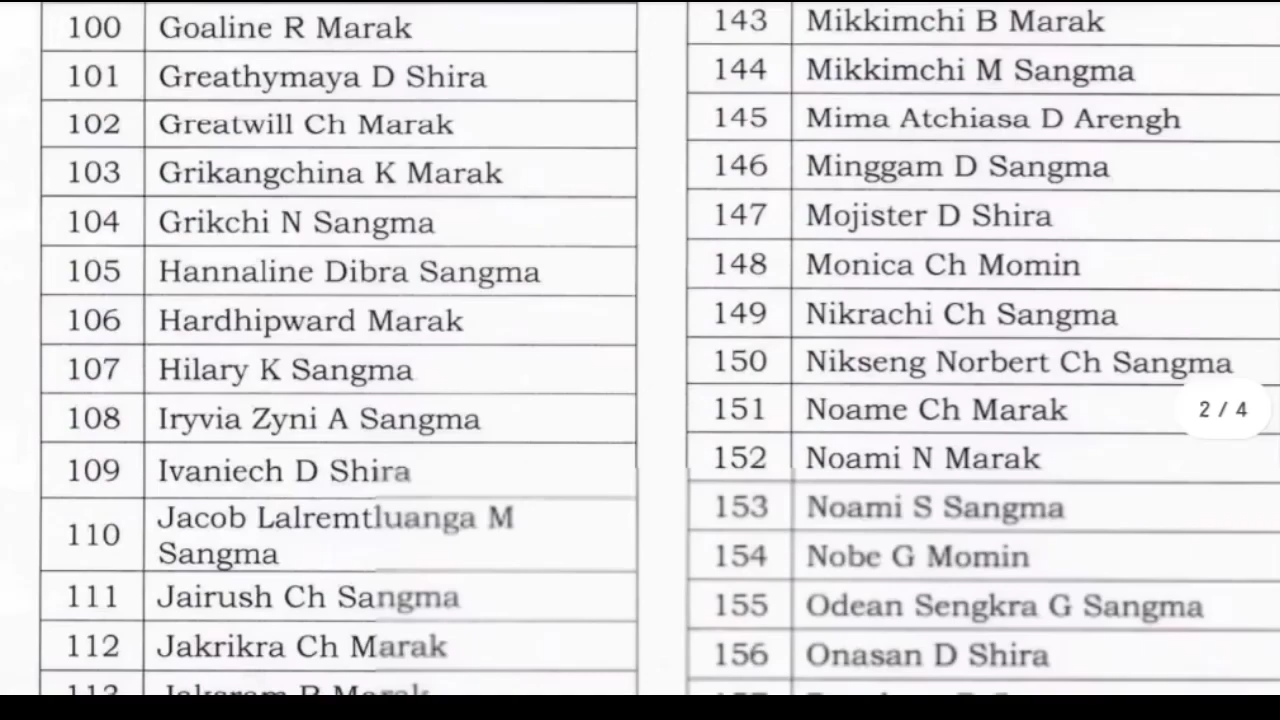 100 Goaline R Marak
101 Greathymaya D Shira
102 Greatwill Ch Marak
103 Grikangchina K Marak
104 Grikchi N Sangma
105 Hannaline Dibra Sangma
106 Hardhipward Marak
107 Hilary K Sangma
108 Iryvia Zyni A Sangma
109 Ivaniech D Shira
110 Jacob Lalremtluanga M
Sangma
111 Jairush Ch Sangma
112 Jakrikra Ch Marak
113
143 Mikkimchi B Marak
144 Mikkimchi M Sangma
145 Mima Atchiasa D Arengh
146 Minggam D Sangma
147 Mojister D Shira
148 Monica Ch Momin
149 Nikrachi Ch Sangma
150 Nikseng Norbert Ch Sangma
151 Noame Ch Marak
152 Noami N Marak
153 Noami S Sangma
154 Nobe G Momin
155 Odean Sengkra G Sangma
156 Onasan D Shira
2 / 4